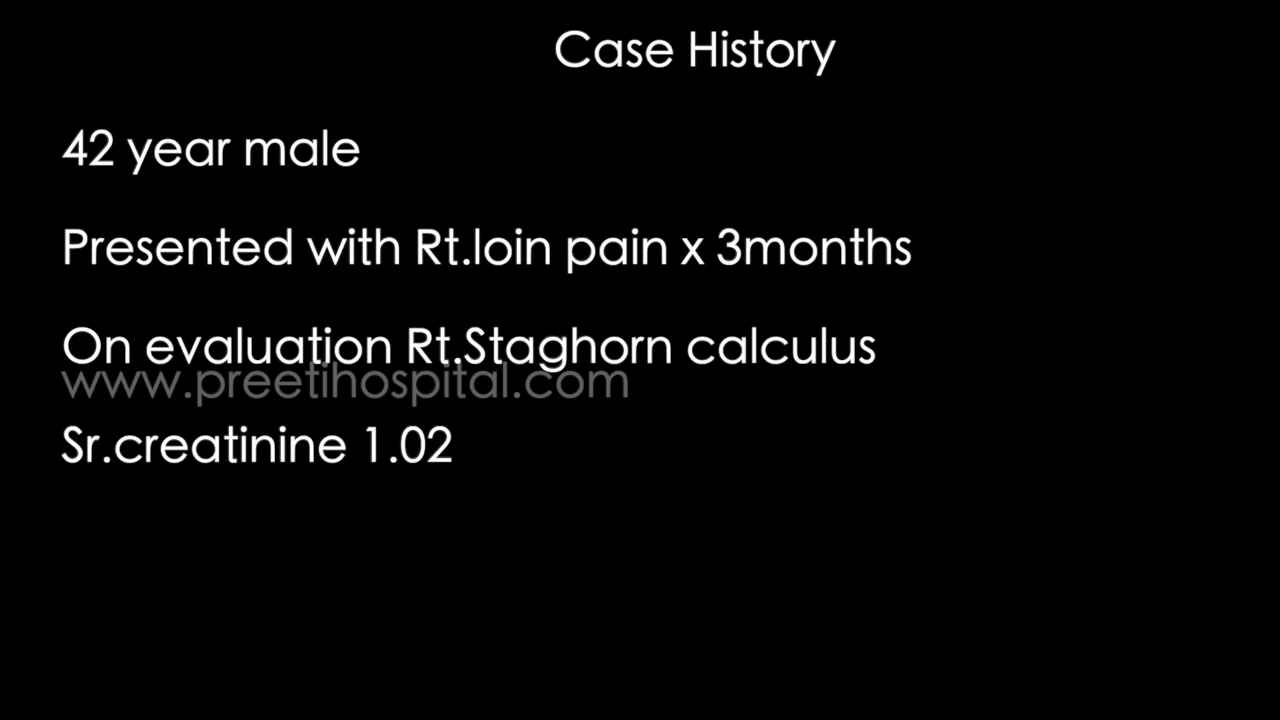 Case History
42 year male
Presented with Rt.loin pain x 3months
On evaluation Rt.Staghorn calculus
www.preetihospital.com
Sr.creatinine 1.02